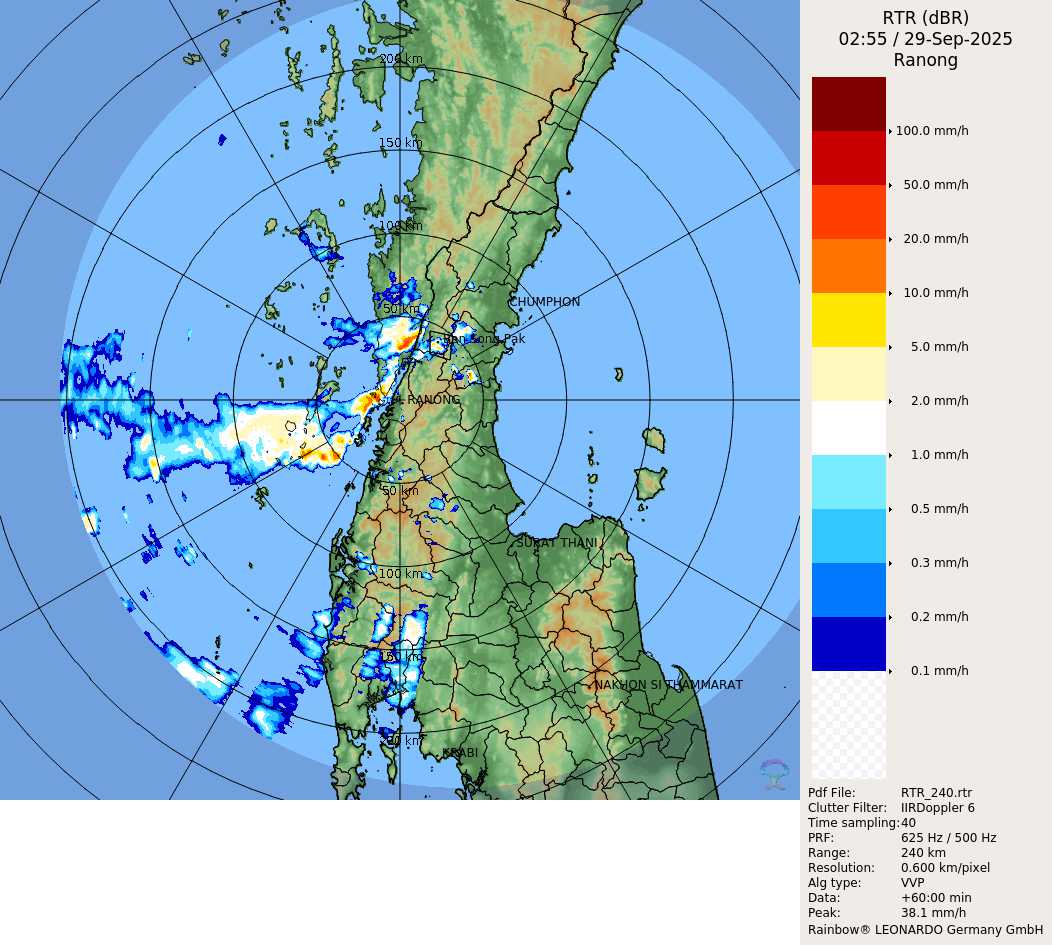 RTR (dBR)
02:55 / 29-Sep-2025
Ranong
200 km
150 km
100 km
50 km
CHUMPHON
Ban Song Pak
RANONG
50 km
SURAT THANI
100 km
150 km
NAKHON SI THAMMARAT
200 km
KRABI
100.0 mm/h
50.0 mm/h
20.0 mm/h
10.0 mm/h
5.0 mm/h
2.0 mm/h
1.0 mm/h
0.5 mm/h
0.3 mm/h
0.2 mm/h
0.1 mm/h
Pdf File: RTR_240.rtr
Clutter Filter: IIRDoppler 6
Time sampling:40
PRF: 625 Hz / 500 Hz
Range: 240 km
Resolution: 0.600 km/pixel
Alg type: VVP
Data: +60:00 min
Peak: 38.1 mm/h
Rainbow® LEONARDO Germany GmbH